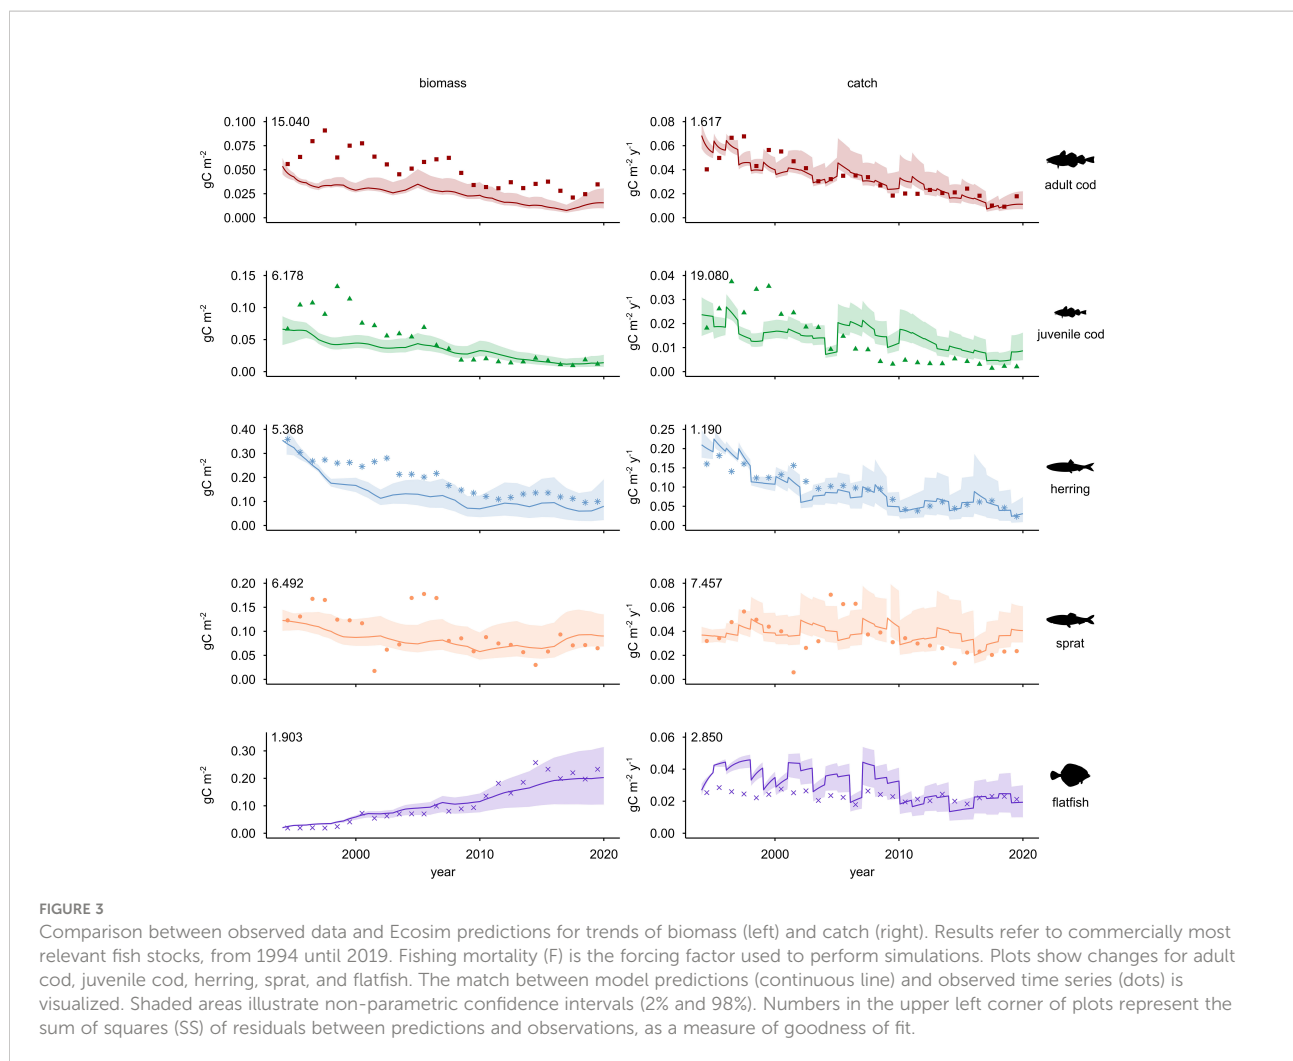 biomass
catch
15.040
0.100
0.075
0.050
0.025
0.000
gC m-2
1.617
0.08
0.06
0.04
0.02
0.00
gC m-2 y-1
adult cod
6.178
0.15
0.10
0.05
0.00
gC m-2
19.080
0.04
0.03
0.02
0.01
0.00
gC m-2 y-1
juvenile cod
5.368
0.40
0.30
0.20
0.10
0.00
gC m-2
1.190
0.25
0.20
0.15
0.10
0.05
0.00
gC m-2 y-1
herring
6.492
0.20
0.15
0.10
0.05
0.00
gC m-2
7.457
0.08
0.06
0.04
0.02
0.00
gC m-2 y-1
sprat
1.903
0.30
0.20
0.10
0.00
gC m-2
2.850
0.06
0.04
0.02
0.00
gC m-2 y-1
flatfish
2000 2010 2020
year
2000 2010 2020
year
FIGURE 3
Comparison between observed data and Ecosim predictions for trends of biomass (left) and catch (right). Results refer to commercially most
relevant fish stocks, from 1994 until 2019. Fishing mortality (F) is the forcing factor used to perform simulations. Plots show changes for adult
cod, juvenile cod, herring, sprat, and flatfish. The match between model predictions (continuous line) and observed time series (dots) is
visualized. Shaded areas illustrate non-parametric confidence intervals (2% and 98%). Numbers in the upper left corner of plots represent the
sum of squares (SS) of residuals between predictions and observations, as a measure of goodness of fit.